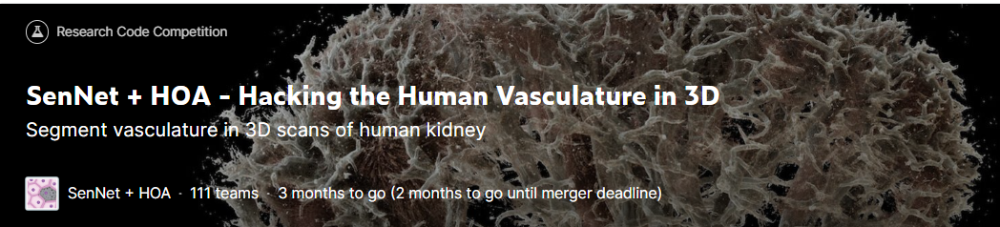 Research Code Competition
SenNet + HOA - Hacking the Human Vasculature in 3D
Segment vasculature in 3D scans of human kidney
SenNet + HOA · 111 teams · 3 months to go (2 months to go until merger deadline)